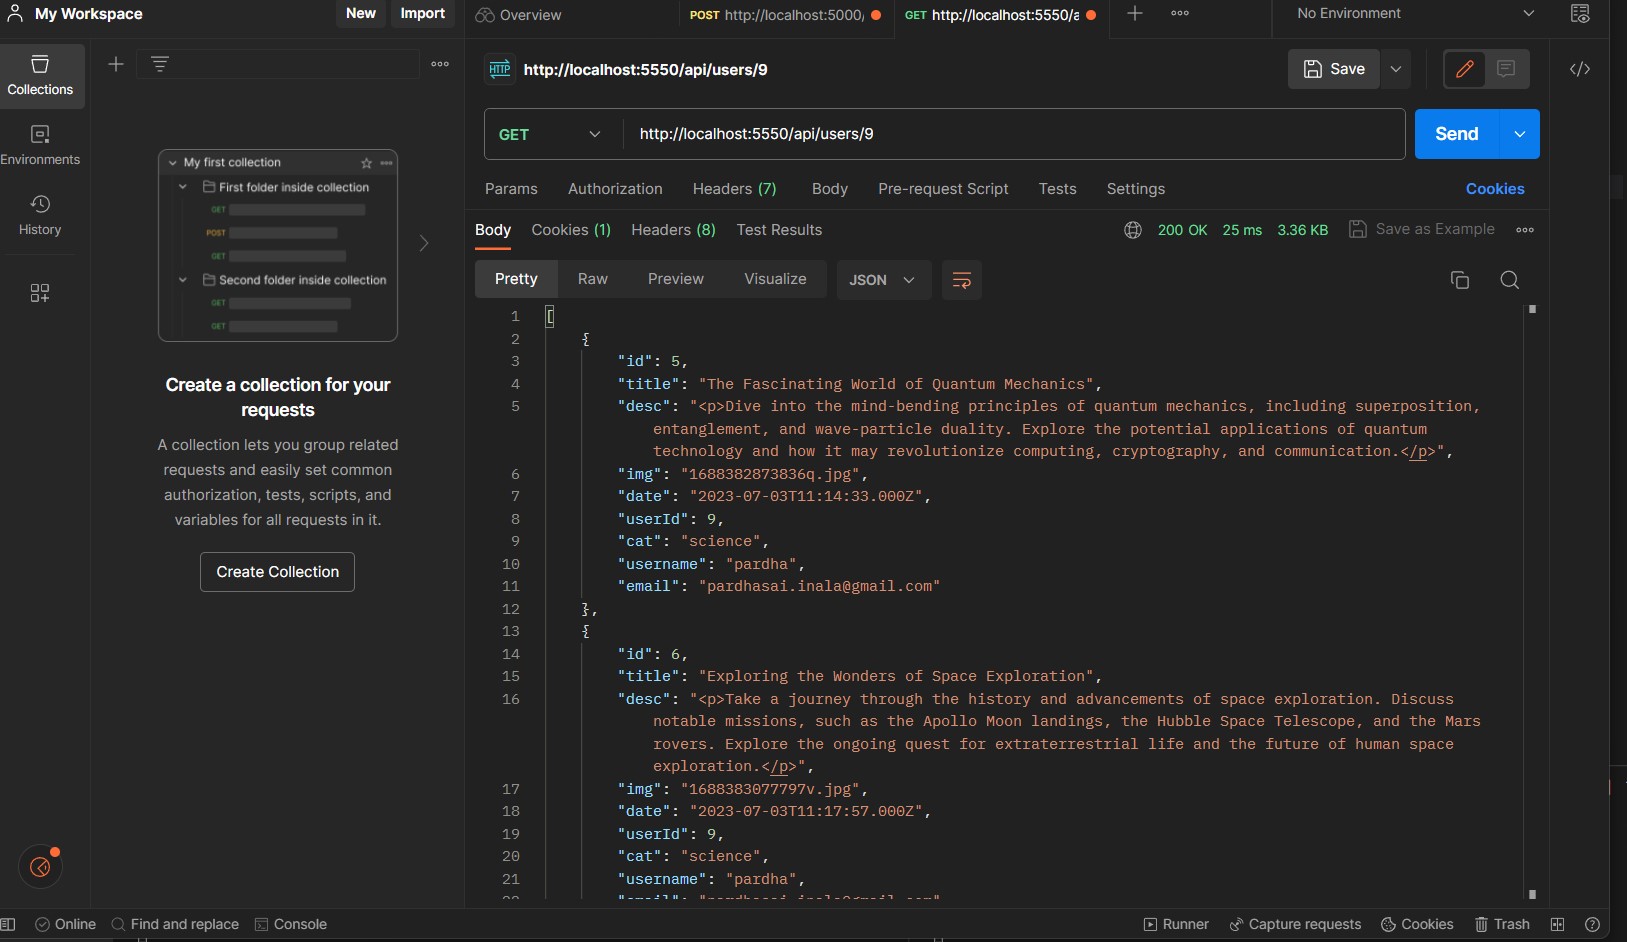 My Workspace
New
Import
Overview
POST http://localhost:5000/
GET http://localhost:5550/a
No Environment
Collections
Environments
History
My first collection
First folder inside collection
GET
POST
GET
Second folder inside collection
GET
GET
Create a collection for your
requests
A collection lets you group related
requests and easily set common
authorization, tests, scripts, and
variables for all requests in it.
Create Collection
HTTP
http://localhost:5550/api/users/9
Save
GET
http://localhost:5550/api/users/9
Send
Params
Authorization
Headers (7)
Body
Pre-request Script
Tests
Settings
Cookies
Body
Cookies (1)
Headers (8)
Test Results
200 OK
25 ms
3.36 KB
Save as Example
Pretty
Raw
Preview
Visualize
JSON
1 [
2 {
3 "id": 5,
4 "title": "The Fascinating World of Quantum Mechanics",
5 "desc": "<p>Dive into the mind-bending principles of quantum mechanics, including superposition,
entanglement, and wave-particle duality. Explore the potential applications of quantum
technology and how it may revolutionize computing, cryptography, and communication.</p>",
6 "img": "1688382873836q.jpg",
7 "date": "2023-07-03T11:14:33.000Z",
8 "userId": 9,
9 "cat": "science",
10 "username": "pardha",
11 "email": "pardhasai.inala@gmail.com"
12 },
13 {
14 "id": 6,
15 "title": "Exploring the Wonders of Space Exploration",
16 "desc": "<p>Take a journey through the history and advancements of space exploration. Discuss
notable missions, such as the Apollo Moon landings, the Hubble Space Telescope, and the Mars
rovers. Explore the ongoing quest for extraterrestrial life and the future of human space
exploration.</p>",
17 "img": "1688383077797v.jpg",
18 "date": "2023-07-03T11:17:57.000Z",
19 "userId": 9,
20 "cat": "science",
21 "username": "pardha",
Online
Find and replace
Console
Runner
Capture requests
Cookies
Trash